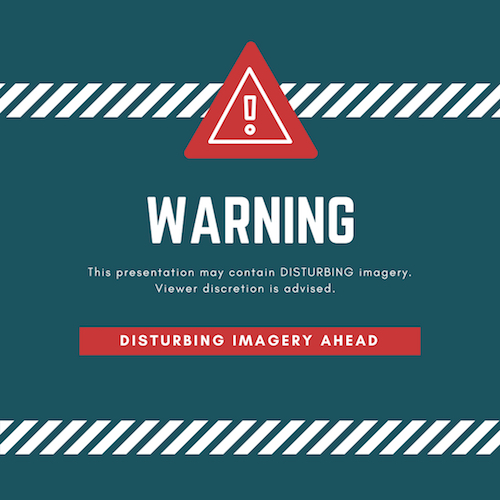 WARNING
This presentation may contain DISTURBING imagery.
Viewer discretion is advised.
DISTURBING IMAGERY AHEAD